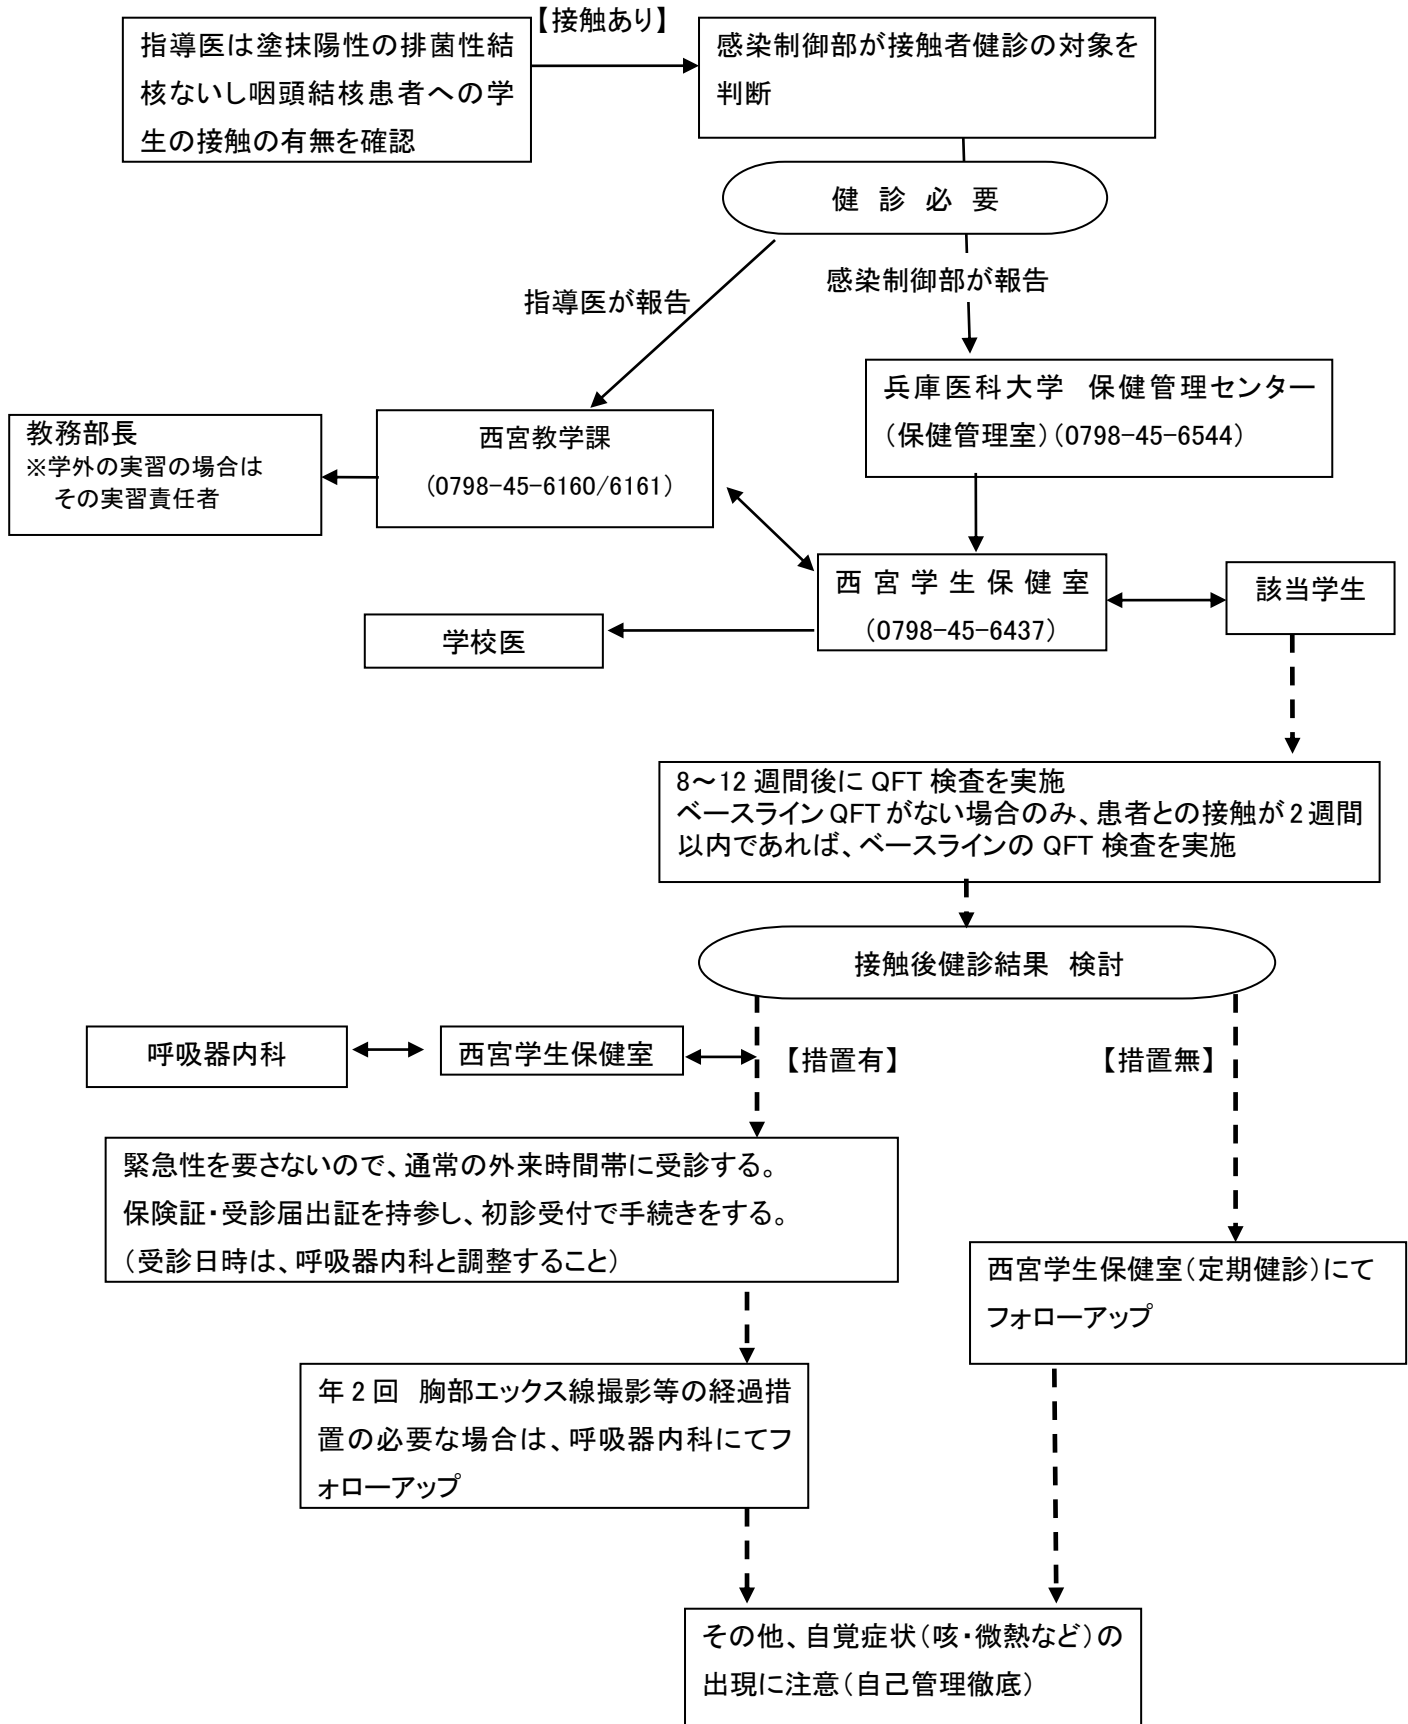 【接触あり】
指導医は塗抹陽性の排菌性結
核ないし咽頭結核患者への学
生の接触の有無を確認
感染制御部が接触者健診の対象を
判断
健 診 必 要
指導医が報告
感染制御部が報告
兵庫医科大学 保健管理センター
（保健管理室）（0798-45-6544）
教務部長
※学外の実習の場合は
その実習責任者
西宮教学課
（0798-45-6160/6161）
西 宮 学 生 保 健 室
（0798-45-6437）
該当学生
学校医
8～12 週間後に QFT 検査を実施
ベースライン QFT がない場合のみ、患者との接触が 2 週間
以内であれば、ベースラインの QFT 検査を実施
接触後健診結果 検討
呼吸器内科
西宮学生保健室
【措置有】
【措置無】
緊急性を要さないので、通常の外来時間帯に受診する。
保険証・受診届出証を持参し、初診受付で手続きをする。
（受診日時は、呼吸器内科と調整すること）
西宮学生保健室（定期健診）にて
フォローアップ
年 2 回 胸部エックス線撮影等の経過措
置の必要な場合は、呼吸器内科にてフ
ォローアップ
その他、自覚症状（咳・微熱など）の
出現に注意（自己管理徹底）